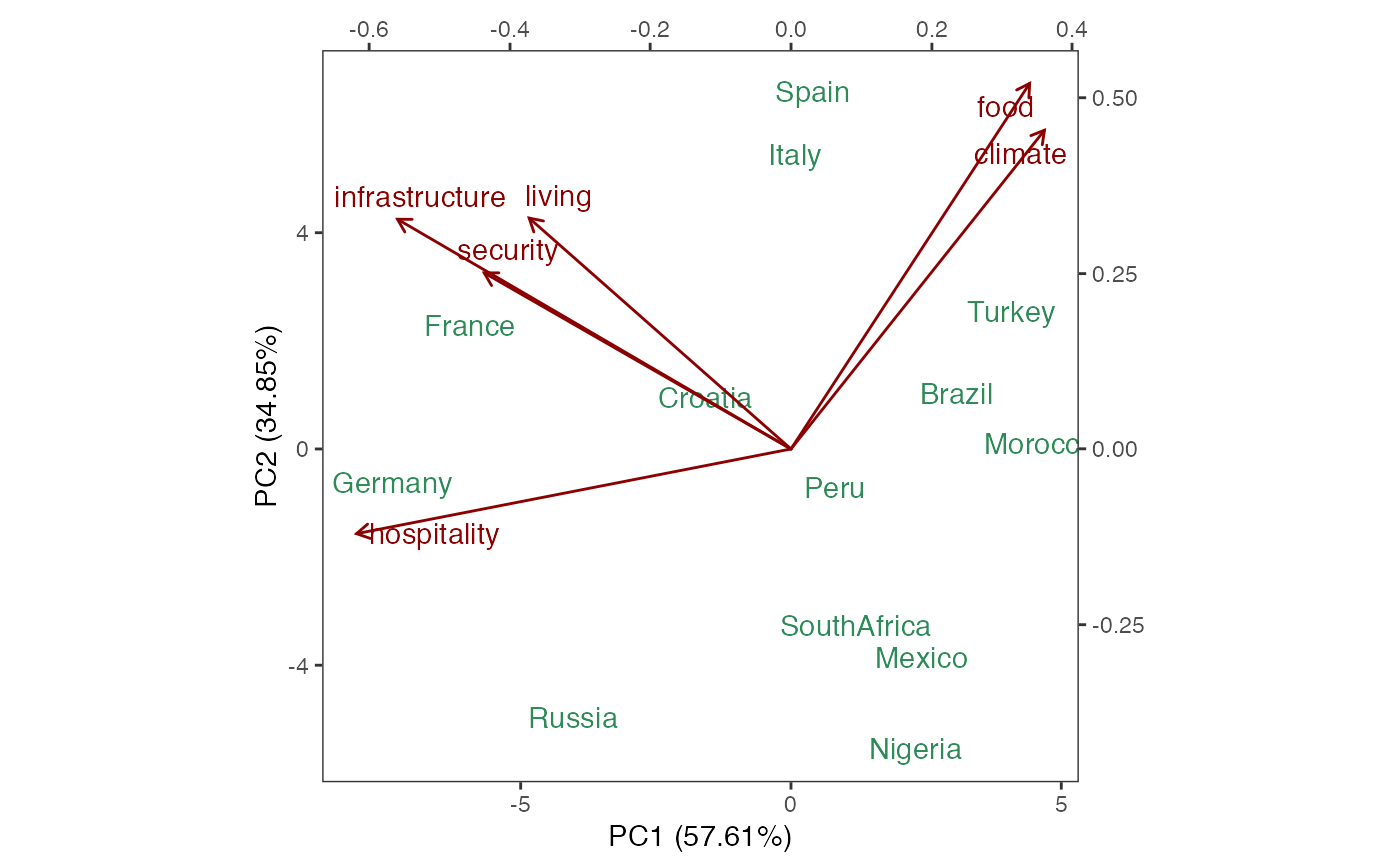 -0.6 -0.4 -0.2 0.0 0.2 0.4
Spain
food
0.50
Italy
climate
infrastructure
living
4
security
0.25
France
Turkey
Croatia
Brazil
0
Morocc
0.00
Germany
Peru
hospitality
SouthAfrica
-0.25
Mexico
-4
Russia
Nigeria
-5 0 5
PC1 (57.61%)
PC2 (34.85%)